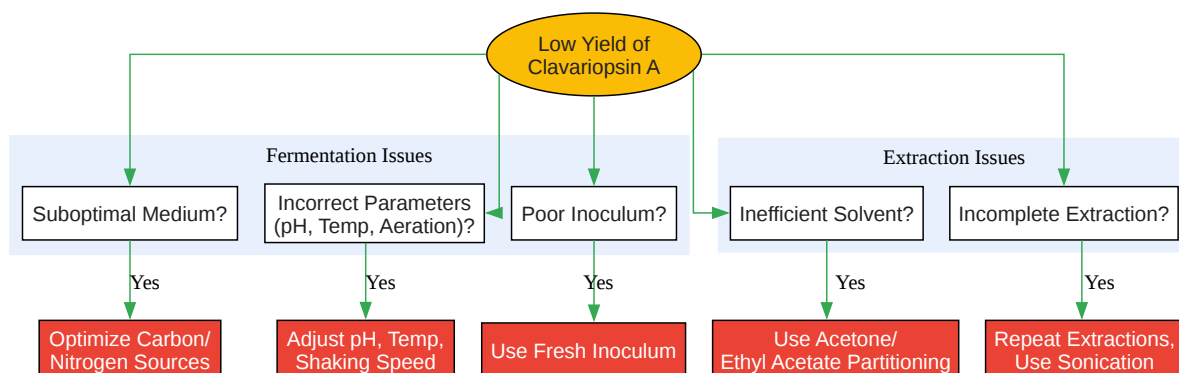 Low Yield of
Clavariopsin A
Fermentation Issues
Extraction Issues
Suboptimal Medium?
Incorrect Parameters
(pH, Temp, Aeration)?
Poor Inoculum?
Inefficient Solvent?
Incomplete Extraction?
Yes
Yes
Yes
Yes
Yes
Optimize Carbon/
Nitrogen Sources
Adjust pH, Temp,
Shaking Speed
Use Fresh Inoculum
Use Acetone/
Ethyl Acetate Partitioning
Repeat Extractions,
Use Sonication